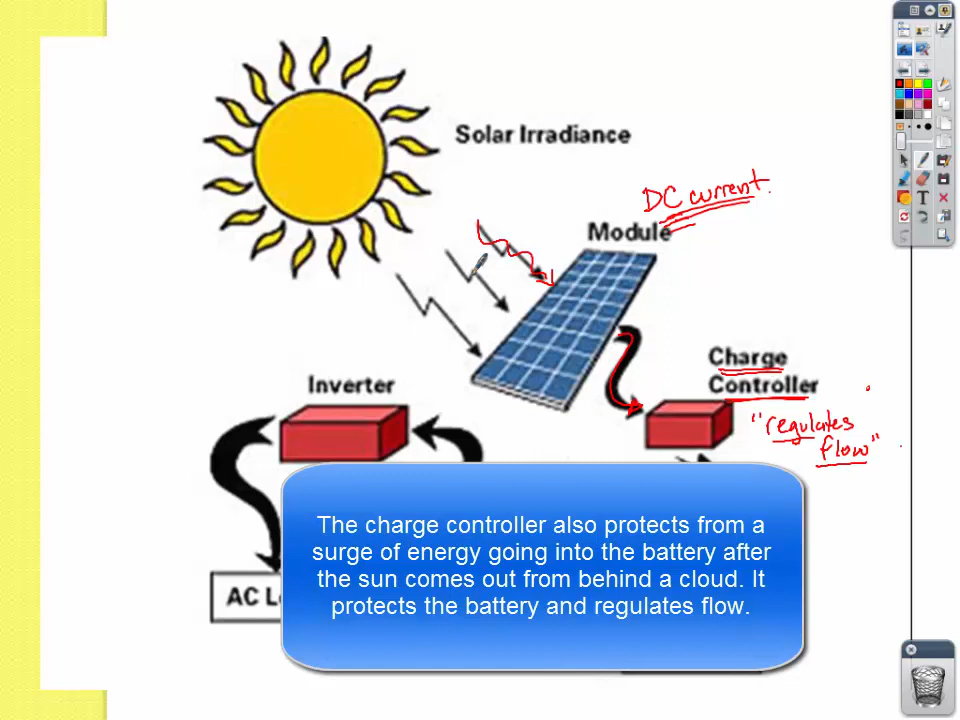 Solar Irradiance
DC current.
Module
Charge
Controller
Inverter
"regulates
flow"
The charge controller also protects from a
surge of energy going into the battery after
the sun comes out from behind a cloud. It
protects the battery and regulates flow.
AC